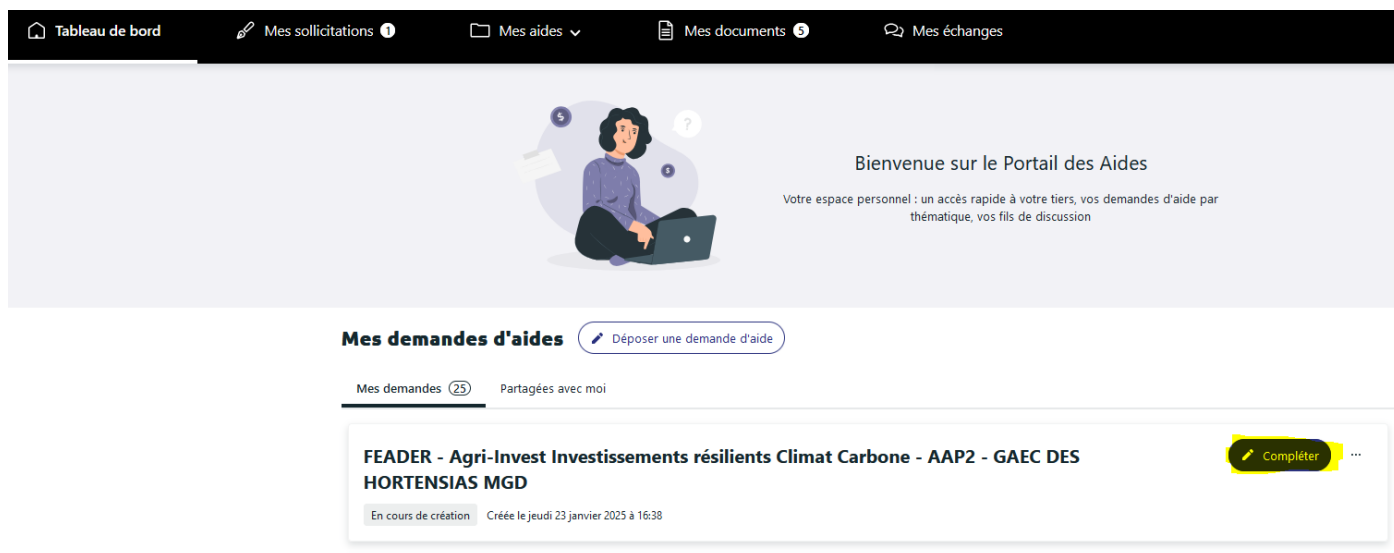 Tableau de bord
Mes sollicitations 1
Mes aides
Mes documents 5
Mes échanges
$
?
$
Bienvenue sur le Portail des Aides
Votre espace personnel : un accès rapide à votre tiers, vos demandes d'aide par
thématique, vos fils de discussion
Mes demandes d'aides
Déposer une demande d'aide
Mes demandes 25
Partagées avec moi
FEADER - Agri-Invest Investissements résilients Climat Carbone - AAP2 - GAEC DES
HORTENSIAS MGD
Compléter ...
En cours de création Créée le jeudi 23 janvier 2025 à 16:38